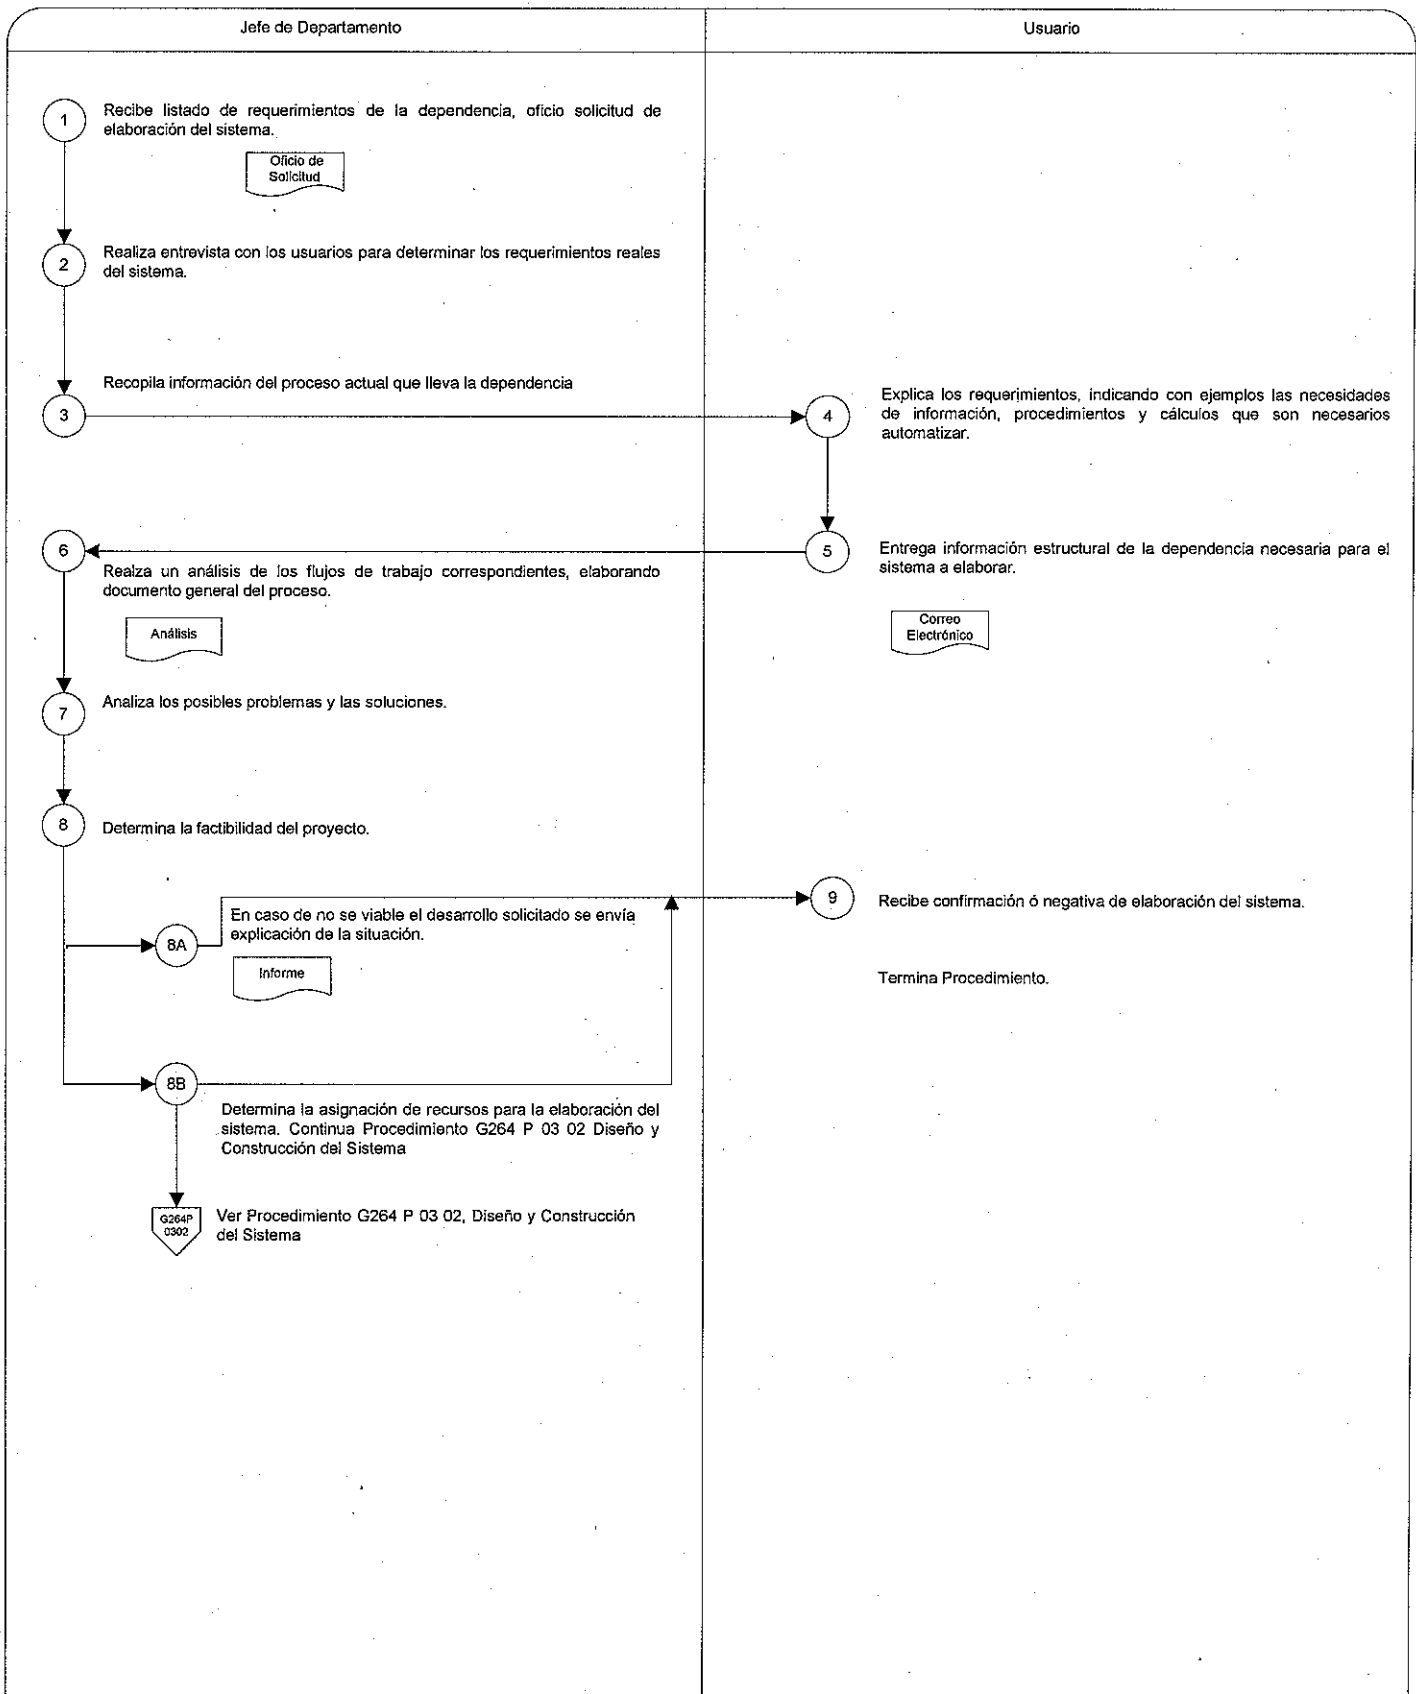 Jefe de Departamento
Usuario
1
Recibe listado de requerimientos de la dependencia, oficio solicitud de
elaboración del sistema.
Oficio de
Solicitud
2
Realiza entrevista con los usuarios para determinar los requerimientos reales
del sistema.
Recopila información del proceso actual que lleva la dependencia
3
4
Explica los requerimientos, indicando con ejemplos las necesidades
de información, procedimientos y cálculos que son necesarios
automatizar.
6
5
Entrega información estructural de la dependencia necesaria para el
sistema a elaborar.
Correo
Electrónico
Realza un análisis de los flujos de trabajo correspondientes, elaborando
documento general del proceso.
Análisis
7
Analiza los posibles problemas y las soluciones.
8
Determina la factibilidad del proyecto.
8A
En caso de no se viable el desarrollo solicitado se envía
explicación de la situación.
Informe
9
Recibe confirmación ó negativa de elaboración del sistema.
Termina Procedimiento.
8B
Determina la asignación de recursos para la elaboración del
sistema. Continua Procedimiento G264 P 03 02 Diseño y
Construcción del Sistema
G264P
0302
Ver Procedimiento G264 P 03 02, Diseño y Construcción
del Sistema